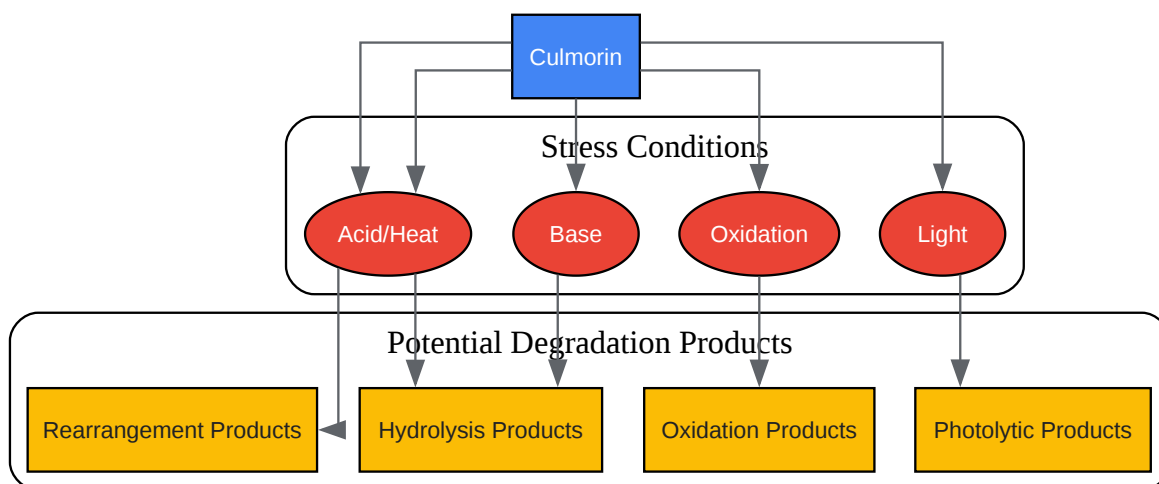 Culmorin
Stress Conditions
Acid/Heat
Base
Oxidation
Light
Potential Degradation Products
Rearrangement Products
Hydrolysis Products
Oxidation Products
Photolytic Products